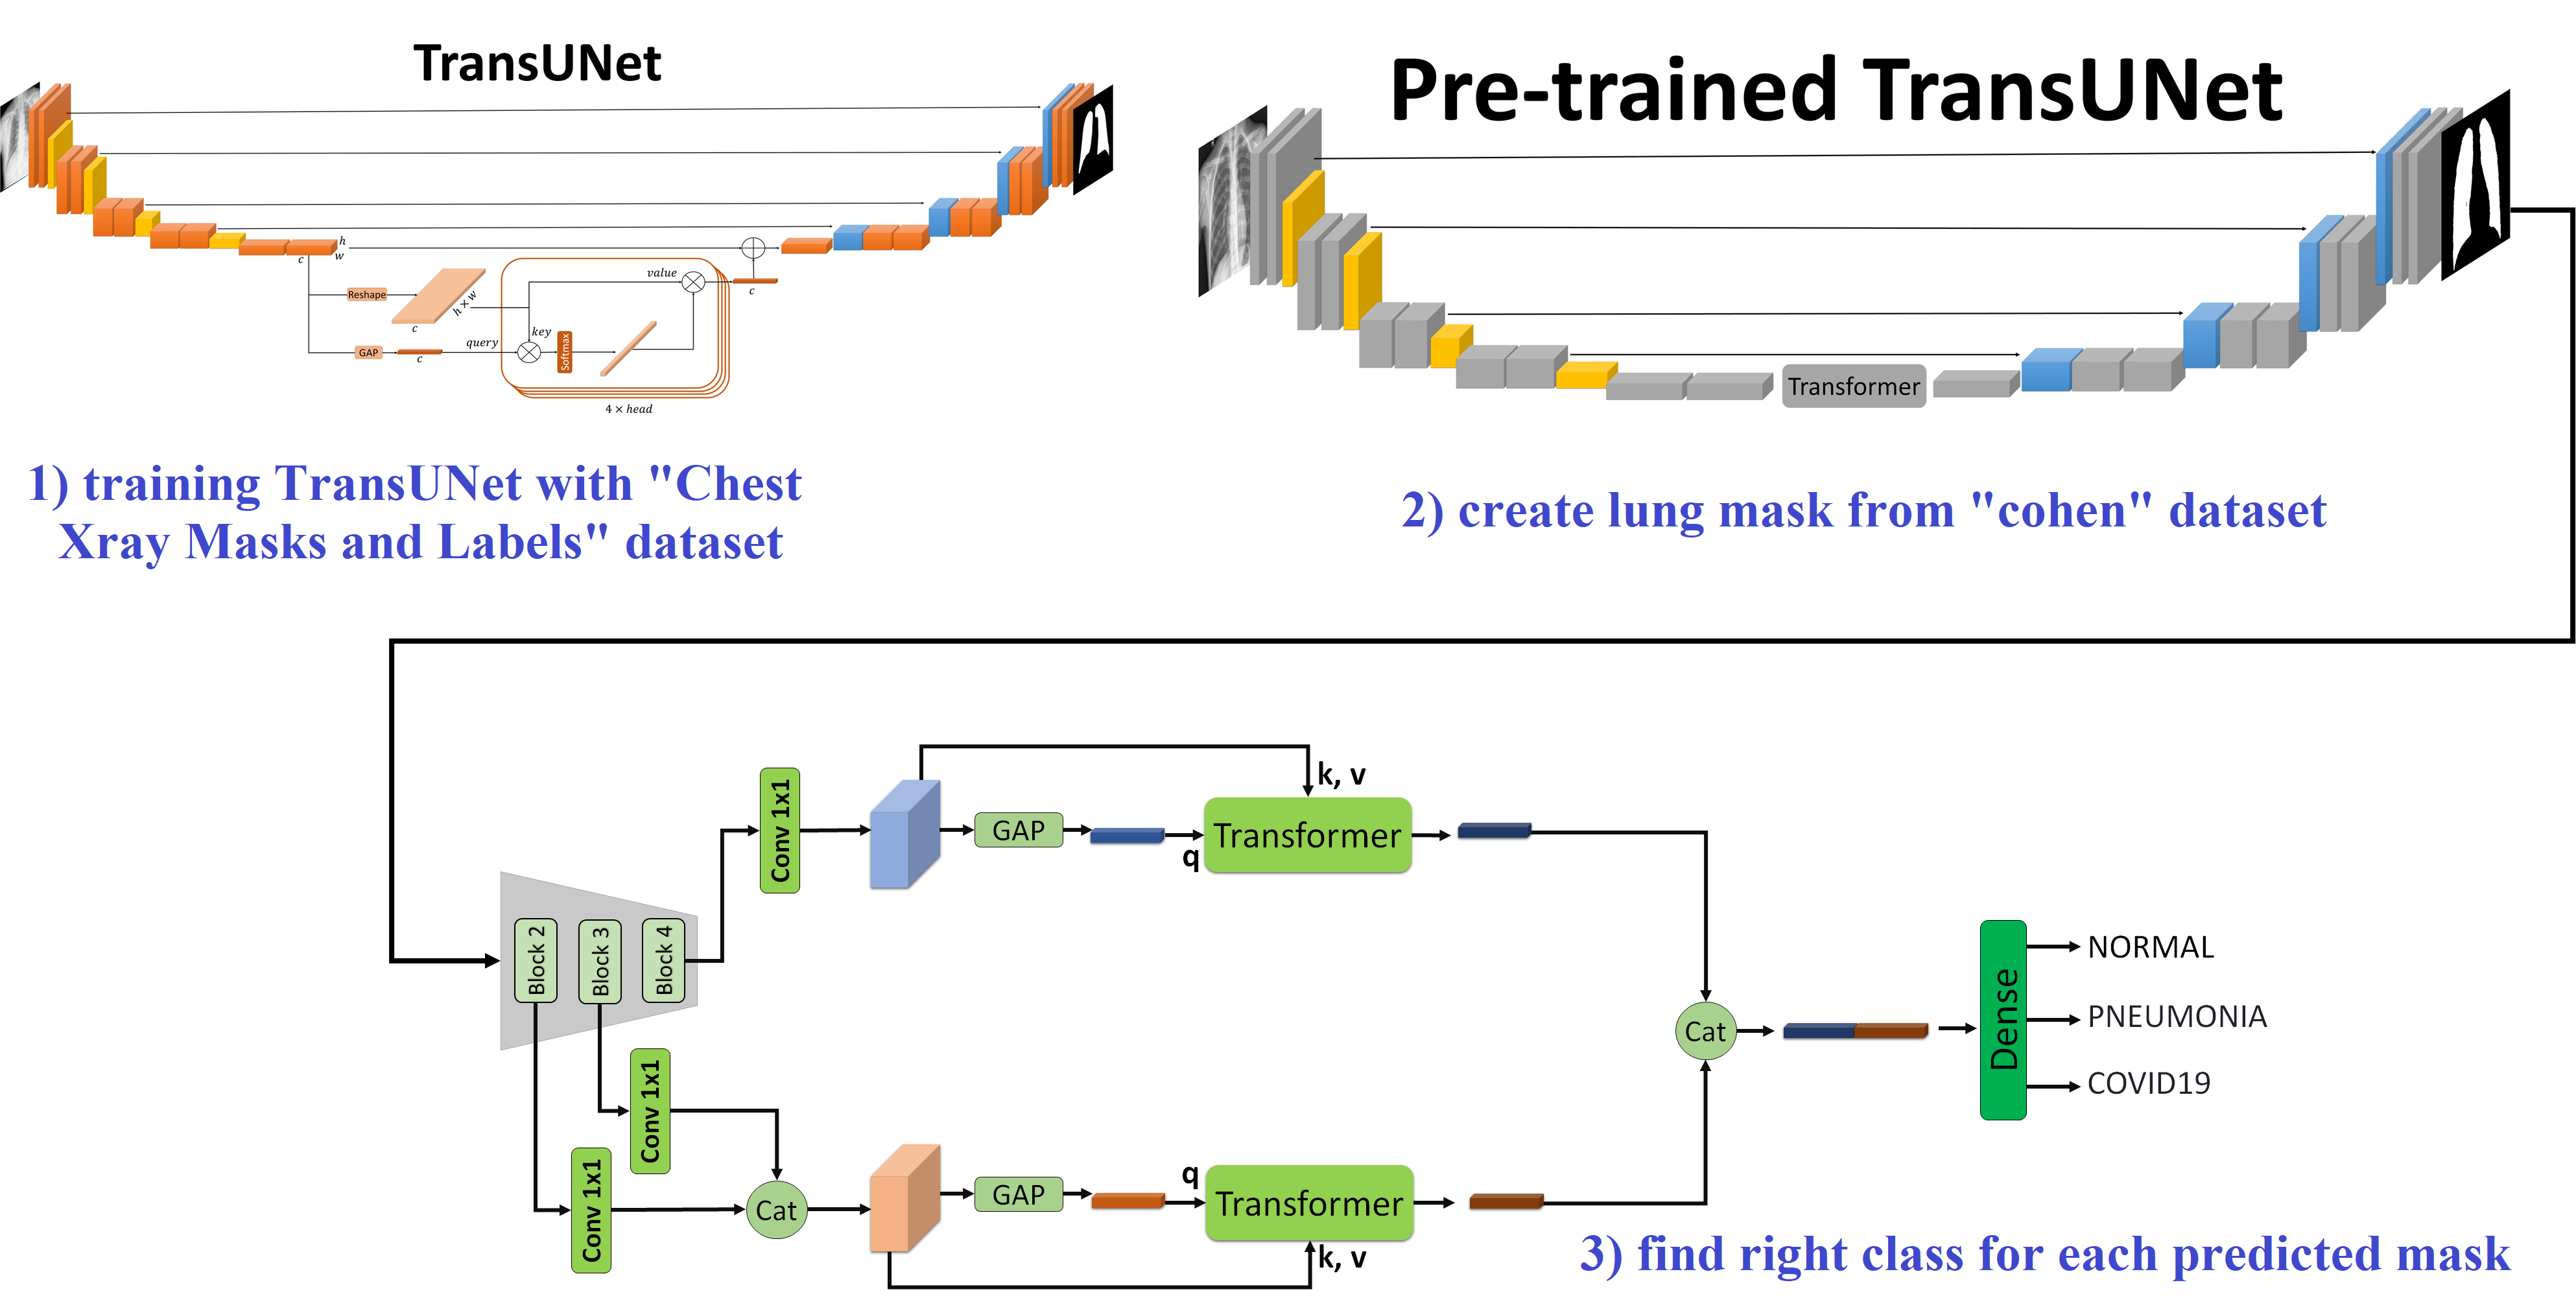 TransUNet
h
w
c
Reshape
h × w
c
GAP
c
query
key
value
Softmax
c
4 × head
1) training TransUNet with "Chest
Xray Masks and Labels" dataset
Pre-trained TransUNet
Transformer
2) create lung mask from "cohen" dataset
Block 2
Block 3
Block 4
Conv 1x1
GAP
q
k, v
Transformer
Conv 1x1
Conv 1x1
Cat
GAP
q
k, v
Transformer
Cat
Dense
NORMAL
PNEUMONIA
COVID19
3) find right class for each predicted mask